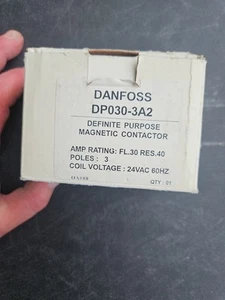 DANFOSS
DP030-3A2
DEFINITE PURPOSE
MAGNETIC CONTACTOR
AMP RATING: FL.30 RES.40
POLES : 3
COIL VOLTAGE : 24VAC 60HZ
QTY : 01